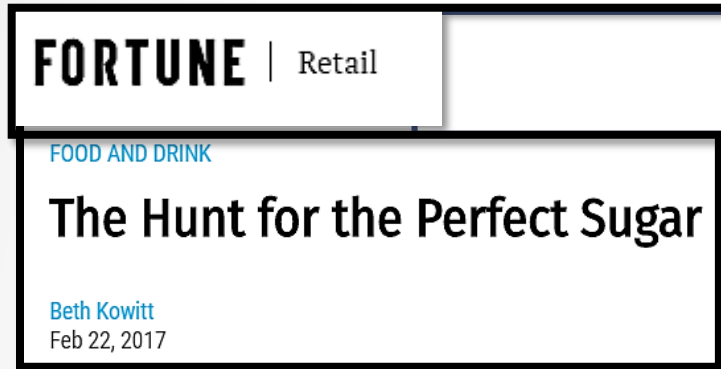 FORTUNE | Retail
FOOD AND DRINK
The Hunt for the Perfect Sugar
Beth Kowitt
Feb 22, 2017